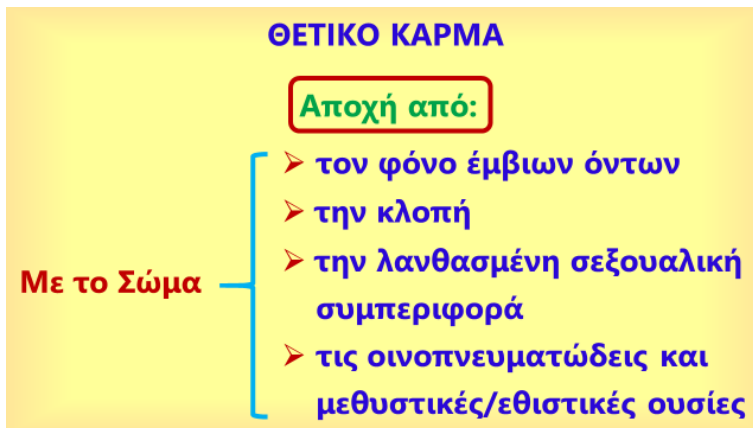 ΘΕΤΙΚΟ ΚΑΡΜΑ
Αποχή από:
➢ τον φόνο έμβιων όντων
➢ την κλοπή
➢ την λανθασμένη σεξουαλική
συμπεριφορά
Με το Σώμα
➢ τις οινοπνευματώδεις και
μεθυστικές/εθιστικές ουσίες